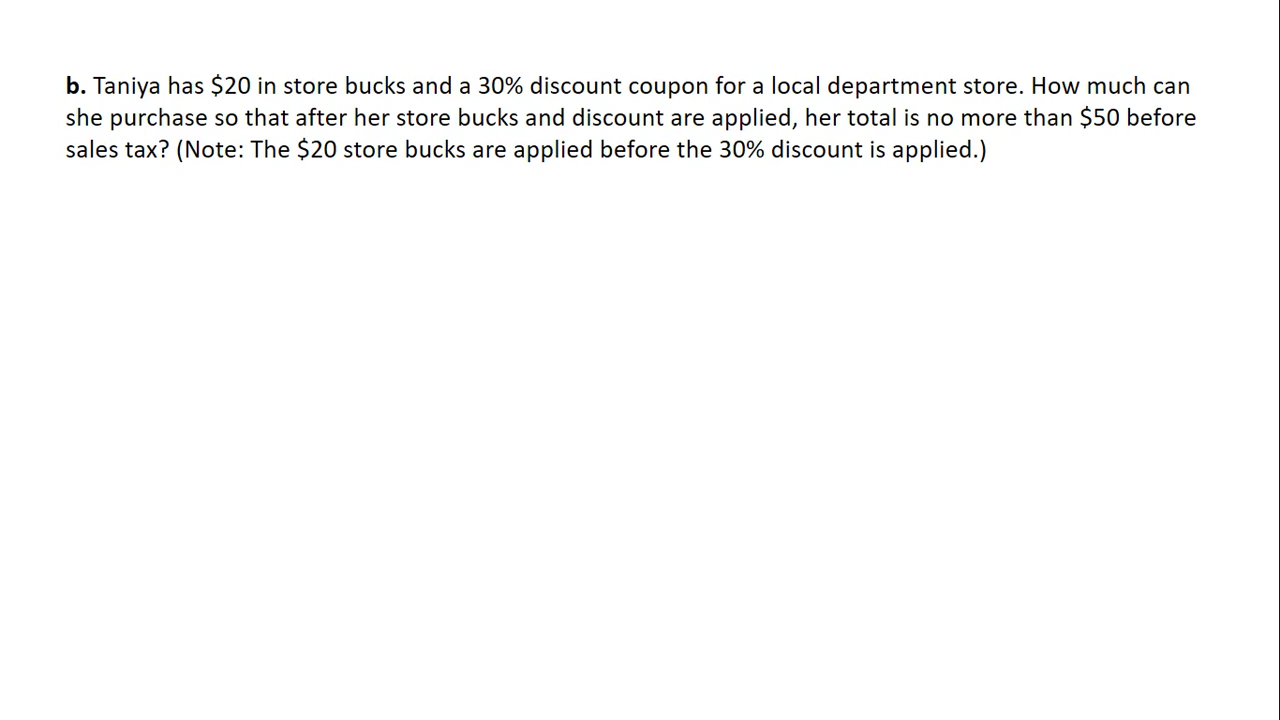 b. Taniya has $20 in store bucks and a 30% discount coupon for a local department store. How much can
she purchase so that after her store bucks and discount are applied, her total is no more than $50 before
sales tax? (Note: The $20 store bucks are applied before the 30% discount is applied.)